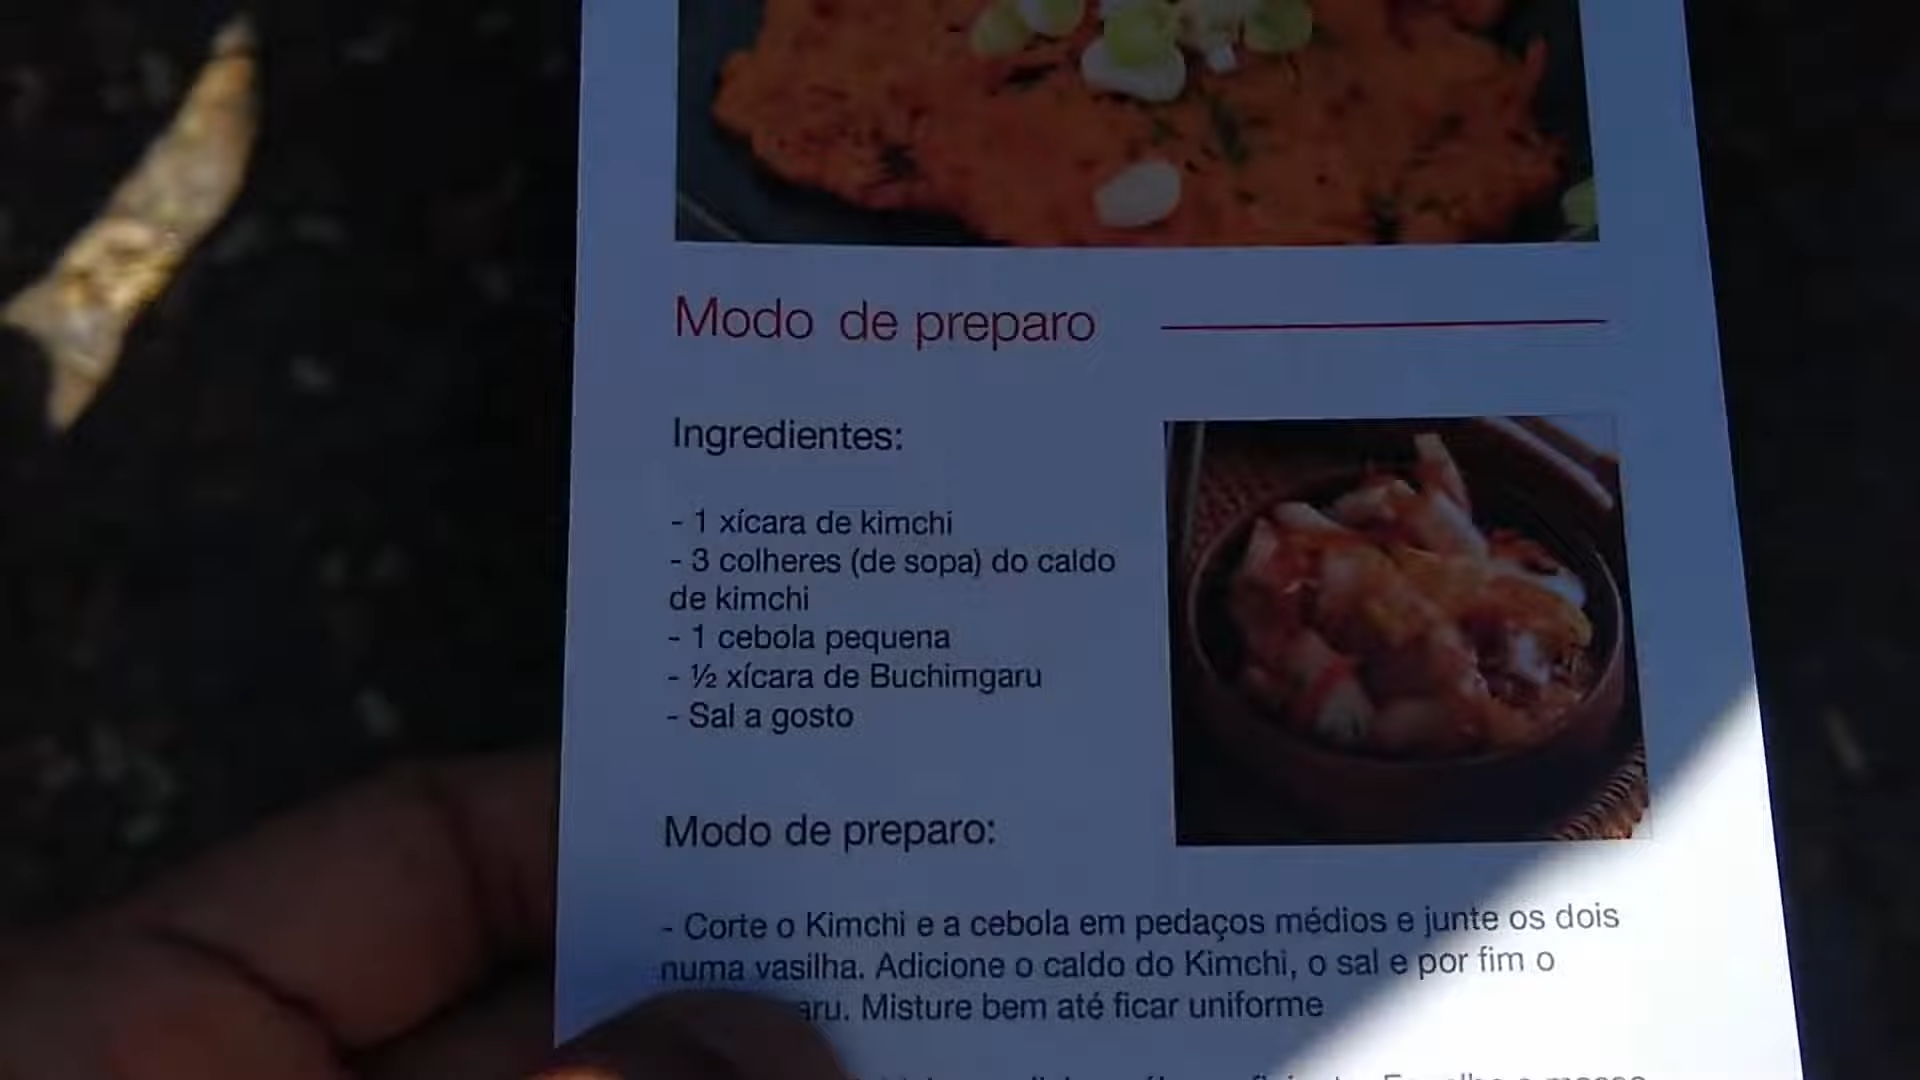 Modo de preparo
Ingredientes:
- 1 xícara de kimchi
- 3 colheres (de sopa) do caldo
de kimchi
- 1 cebola pequena
- ½ xícara de Buchimgaru
- Sal a gosto
Modo de preparo:
- Corte o Kimchi e a cebola em pedaços médios e junte os dois
numa vasilha. Adicione o caldo do Kimchi, o sal e por fim o
aru. Misture bem até ficar uniforme